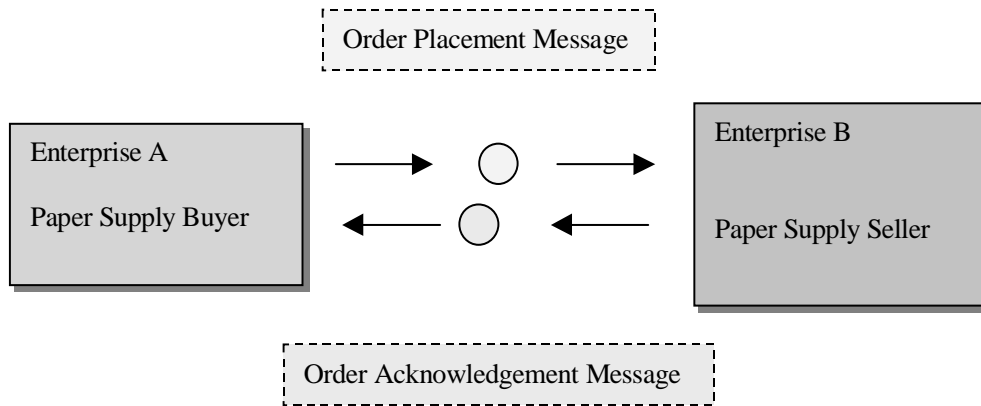 Order Placement Message
Enterprise A
Paper Supply Buyer
Enterprise B
Paper Supply Seller
Order Acknowledgement Message